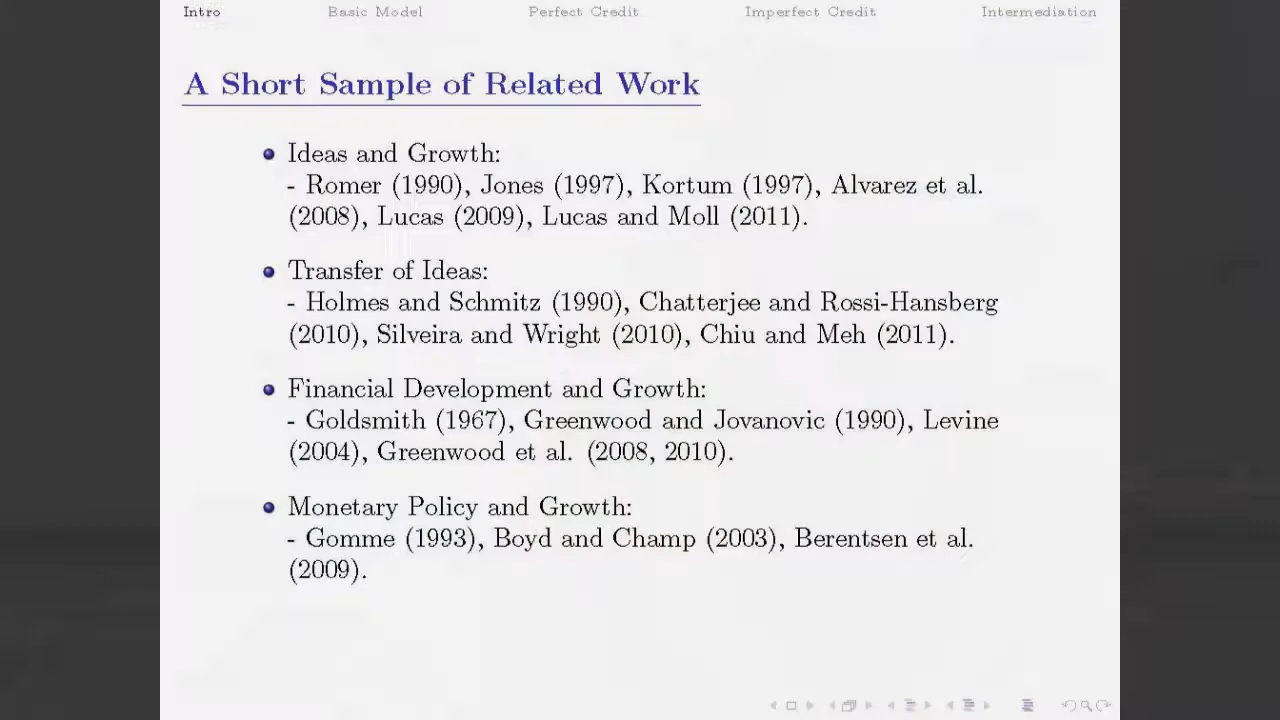 Intro Basic Model Perfect Credit Imperfect Credit Intermediation
A Short Sample of Related Work
Ideas and Growth:
- Romer (1990), Jones (1997), Kortum (1997), Alvarez et al.
(2008), Lucas (2009), Lucas and Moll (2011).
Transfer of Ideas:
- Holmes and Schmitz (1990), Chatterjee and Rossi-Hansberg
(2010), Silveira and Wright (2010), Chiu and Meh (2011).
Financial Development and Growth:
- Goldsmith (1967), Greenwood and Jovanovic (1990), Levine
(2004), Greenwood et al. (2008, 2010).
Monetary Policy and Growth:
- Gomme (1993), Boyd and Champ (2003), Berentsen et al.
(2009).